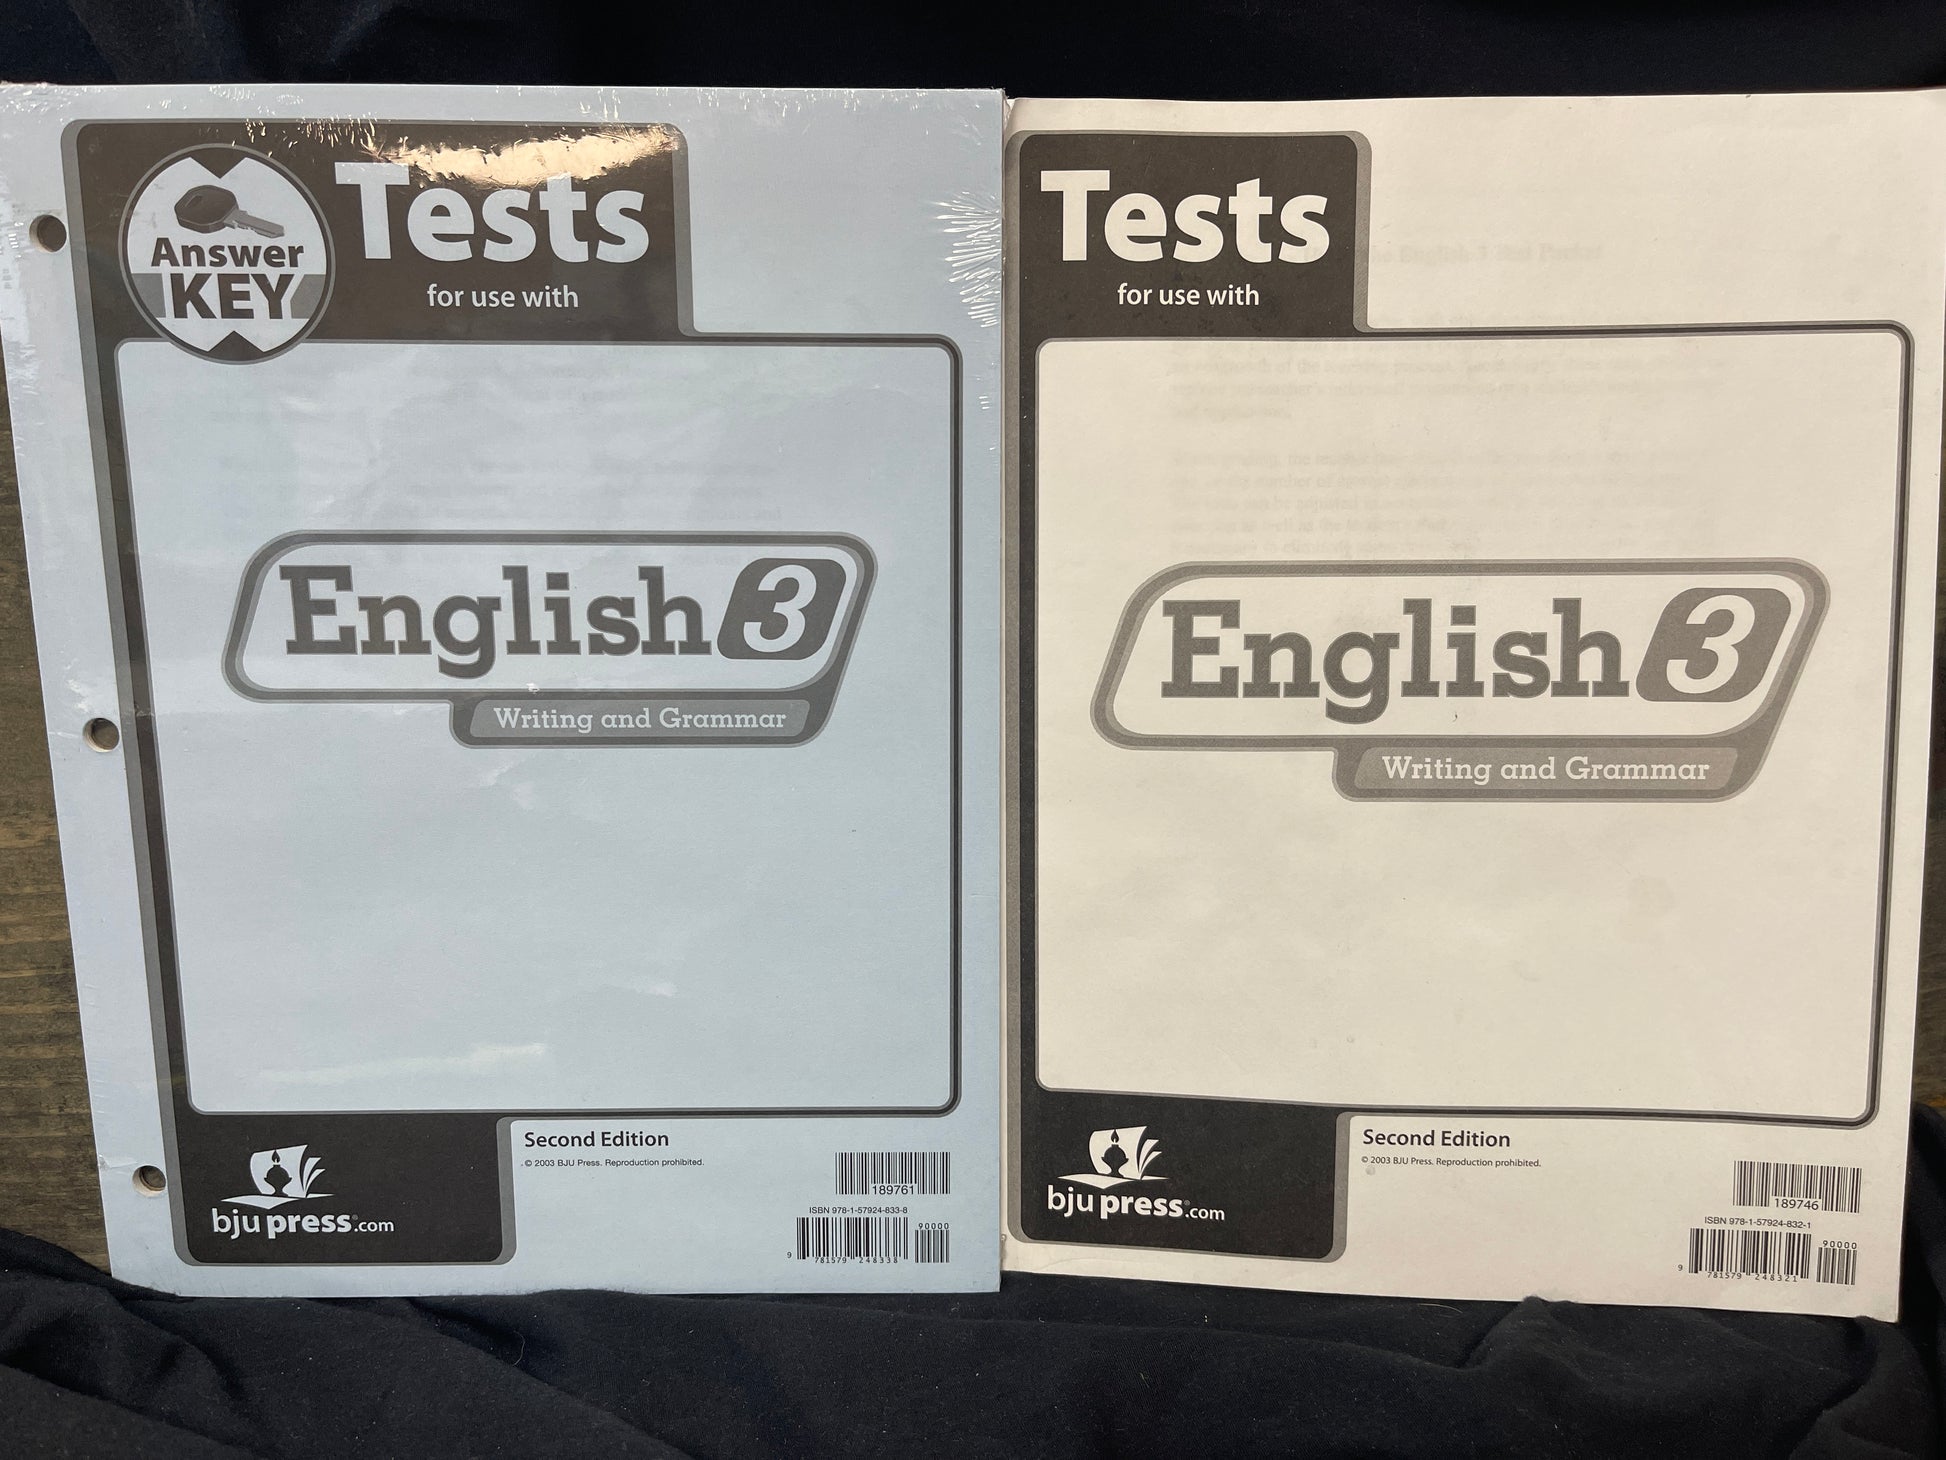 Answer
KEY
Tests
for use with
English 3
Writing and Grammar
bju press.com
Second Edition
© 2003 BJU Press. Reproduction prohibited.
189761
ISBN 978-1-57924-833-8
90000
9 781579 248338
Tests
for use with
English 3
Writing and Grammar
bju press.com
Second Edition
© 2003 BJU Press. Reproduction prohibited.
189746
ISBN 978-1-57924-832-1
90000
9 781579 248321